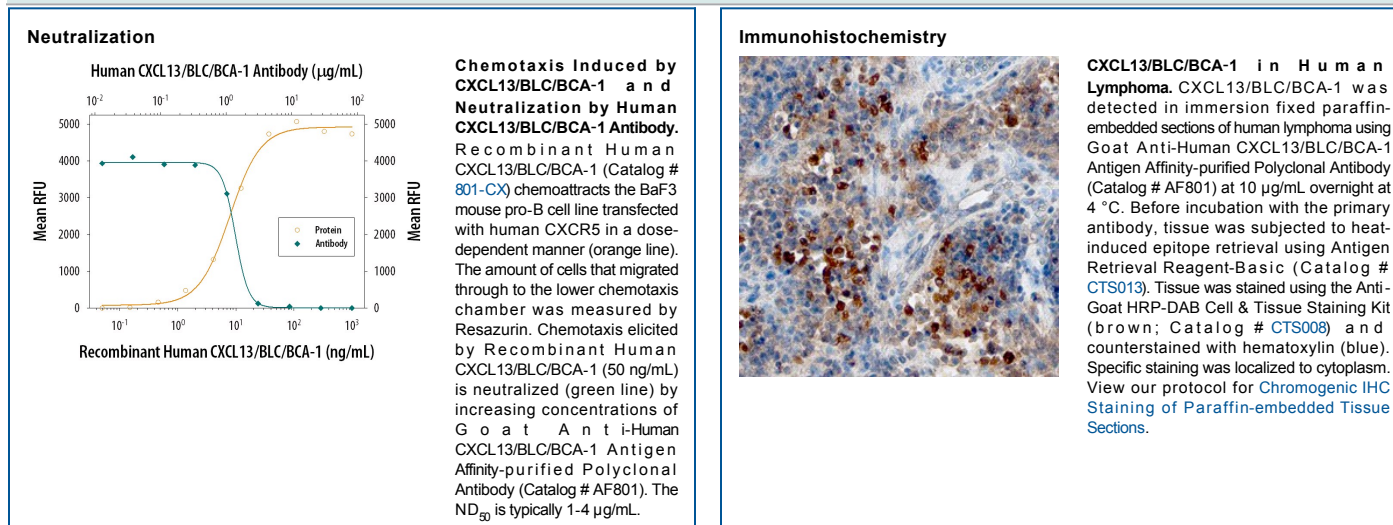 Neutralization
Human CXCL13/BLC/BCA-1 Antibody (µg/mL)
10-2 10-1 100 101 102
5000 5000
4000 4000
3000 3000
2000 2000
1000 1000
0 0
Mean RFU
Mean RFU
Protein
Antibody
10-1 100 101 102 103
Recombinant Human CXCL13/BLC/BCA-1 (ng/mL)
Chemotaxis Induced by
CXCL13/BLC/BCA-1 and
Neutralization by Human
CXCL13/BLC/BCA-1 Antibody.
Recombinant Human
CXCL13/BLC/BCA-1 (Catalog #
801-CX) chemoattracts the BaF3
mouse pro-B cell line transfected
with human CXCR5 in a dose-
dependent manner (orange line).
The amount of cells that migrated
through to the lower chemotaxis
chamber was measured by
Resazurin. Chemotaxis elicited
by Recombinant Human
CXCL13/BLC/BCA-1 (50 ng/mL)
is neutralized (green line) by
increasing concentrations of
Goat Anti-Human
CXCL13/BLC/BCA-1 Antigen
Affinity-purified Polyclonal
Antibody (Catalog # AF801). The
ND50 is typically 1-4 µg/mL.
Immunohistochemistry
CXCL13/BLC/BCA-1 in Human
Lymphoma. CXCL13/BLC/BCA-1 was
detected in immersion fixed paraffin-
embedded sections of human lymphoma using
Goat Anti-Human CXCL13/BLC/BCA-1
Antigen Affinity-purified Polyclonal Antibody
(Catalog # AF801) at 10 µg/mL overnight at
4 °C. Before incubation with the primary
antibody, tissue was subjected to heat-
induced epitope retrieval using Antigen
Retrieval Reagent-Basic (Catalog #
CTS013). Tissue was stained using the Anti-
Goat HRP-DAB Cell & Tissue Staining Kit
(brown; Catalog # CTS008) and
counterstained with hematoxylin (blue).
Specific staining was localized to cytoplasm.
View our protocol for Chromogenic IHC
Staining of Paraffin-embedded Tissue
Sections.